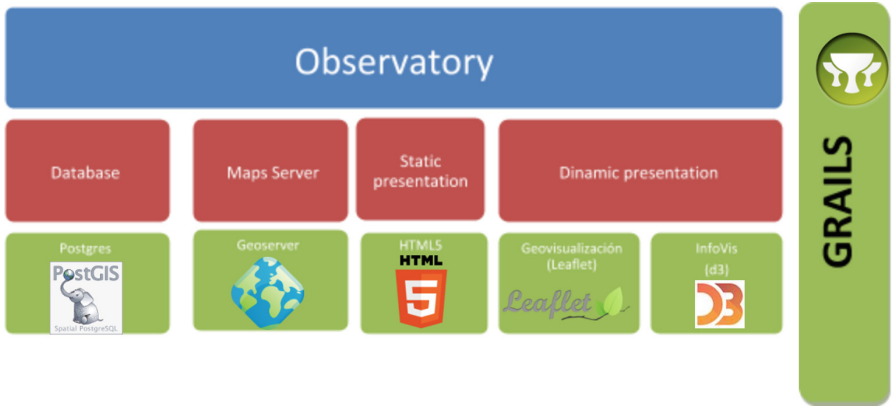 Observatory
Database
Maps Server
Static
presentation
Dinamic presentation
Postgres
PostGIS
Spatial PostgreSQL
Geoserver
HTML5
HTML
5
Geovisualización
(Leaflet)
Leaflet
InfoVis
(d3)
D3
GRAILS